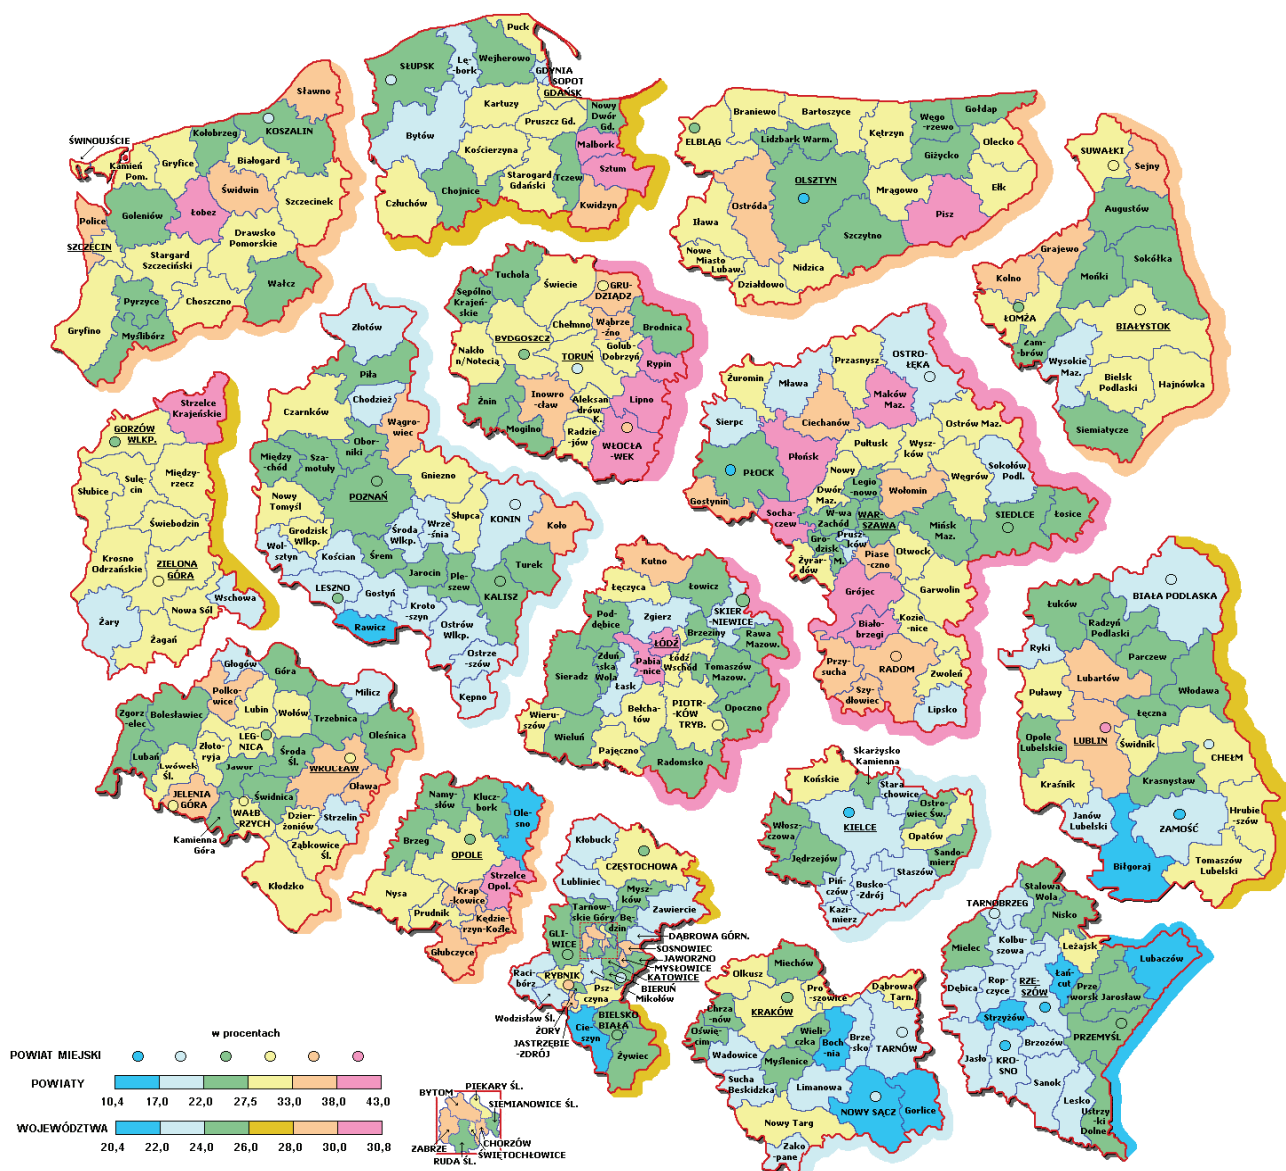 Puck
SŁUPSK
Lę-
-bork
Wejherowo
GDYNIA
SOPOT
GDAŃSK
Kartuzy
Pruszcz Gd.
Nowy
Dwór
Gd.
Bytów
Kościerzyna
Malbork
Sztum
Starogard
Gdański
Tczew
Człuchów
Chojnice
Kwidzyn
Sławno
ŚWINOUJŚCIE
Kołobrzeg
KOSZALIN
Kamień
Pom.
Gryfice
Białogard
Świdwin
Szczecinek
Police
Goleniów
Łobez
SZCZECIN
Drawsko
Pomorskie
Stargard
Szczeciński
Wałcz
Pyrzyce
Choszczno
Gryfino
Myślibórz
Braniewo
Bartoszyce
Gołdap
Węgo-
-rzewo
ELBLĄG
Lidzbark Warm.
Kętrzyn
Olecko
Giżycko
OLSZTYN
Mrągowo
Ełk
Ostróda
Pisz
Iława
Szczytno
Nowe
Miasto
Lubaw.
Nidzica
Działdowo
SUWAŁKI
Sejny
Augustów
Grajewo
Sokółka
Kolno
Mońki
ŁOMŻA
BIAŁYSTOK
Zam-
-brów
Wysokie
Maz.
Bielsk
Podlaski
Hajnówka
Siemiatycze
Tuchola
Sępólno
Krajeń-
skie
Świecie
GRU-
DZIĄDZ
Chełmno
Wąbrze-
-źno
Brodnica
BYDGOSZCZ
TORUŃ
Golub-
Dobrzyń
Nakło
n/Notecią
Rypin
Żnin
Inowro-
-cław
Aleksan-
drów-
K.
Lipno
Mogilno
Radzie
-jów
WŁOCŁA
-WEK
Złotów
Piła
Chodzież
Czarnków
Wągro-
-wiec
Obor-
niki
Między
-chód
Sza-
motuły
POZNAŃ
Gniezno
Nowy
Tomyśl
Słupca
KONIN
Koło
Grodzisk
Wlkp.
Środa
Wlkp.
Wrze-
-śnia
Wol-
sztyn
Kościan
Śrem
Turek
LESZNO
Jarocin
Ple-
szew
Gostyń
KALISZ
Rawicz
Kroto-
szyn
Ostrów
Wlkp.
Ostrze-
szów
Kępno
Strzelce
Krajeńskie
GORZÓW
WLKP.
Między-
rzecz
Słubice
Sulę-
cin
Świebodzin
Krosno
Odrzańskie
ZIELONA
GÓRA
Nowa Sól
Wschowa
Żary
Żagań
OSTRO-
-ŁĘKA
Przasnysz
Żuromin
Mława
Maków
Maz.
Sierpc
Ciechanów
Ostrów Maz.
Pułtusk
Wysz-
ków
Płońsk
Sokołów
Podl.
PŁOCK
Nowy
Dwór-
Maz.
Legio
-nowo
Wołomin
Węgrów
Gostynin
Socha-
czew
W-wa
Zachód
WAR-
SZAWA
Mińsk
Maz.
SIEDLCE
Łosice
Gro-
dzisk
M.
Prusz-
ków
Żyrar-
dów
Piase-
-czno
Otwock
Grójec
Garwolin
Biało-
brzegi
Kozie-
nice
Przy-
sucha
RADOM
Zwoleń
Szy-
dłowiec
Lipsko
Kutno
Łęczyca
Łowicz
Pod-
dębice
Zgierz
SKIER
-NIEWICE
ŁÓDŹ
Brzeziny
Rawa
Mazow.
Zduń-
ska
Wola
Pabia-
-nice
Łódź
Wschód
Sieradz
Tomaszów
Mazow.
Łask
Wieru-
szów
Bełcha-
tów
PIOTR-
KÓW
TRYB.
Opoczno
Wieluń
Pajęczno
Radomsko
BIAŁA PODLASKA
Łuków
Radzyń
Podlaski
Ryki
Parczew
Lubartów
Włodawa
Puławy
Łęczna
Opole
Lubelskie
LUBLIN
Świdnik
CHEŁM
Kraśnik
Krasnystaw
Janów
Lubelski
ZAMOŚĆ
Hrubie
-szów
Biłgoraj
Tomaszów
Lubelski
Głogów
Góra
Milicz
Polko-
wice
Zgorz
-elec
Bolesławiec
Lubin
Wołów
Trzebnica
Oleśnica
Lubań
LEG-
NICA
Złoto-
ryja
Środa
Śl.
Lwówek
Śl.
Jawor
WROCŁAW
Oława
JELENIA
GÓRA
Świdnica
Strzelin
Kamienna
Góra
WAŁB
-RZYCH
Dzier-
żoniów
Ząbkowice
Śl.
Kłodzko
Namy-
słów
Klucz-
bork
Ole-
sno
Brzeg
OPOLE
Strzelce
Opol.
Nysa
Krap
-kowice
Prudnik
Kędzie-
rzyn-Koźle
Głubczyce
Kłobuck
CZĘSTOCHOWA
Lubliniec
Mysz-
ków
Tarnow-
skie Góry
Bę-
dzin
Zawiercie
GLI-
WICE
DĄBROWA GÓRN.
SOSNOWIEC
JAWORZNO
MYSŁOWICE
KATOWICE
BIERUŃ
Mikołów
Raci-
bórz
RYBNIK
Psz-
czyna
Wodzisław Śl.
ŻORY
JASTRZĘBIE
-ZDRÓJ
Cie-
szyn
BIELSKO
BIAŁA
Żywiec
Skarżysko
Kamienna
Końskie
Stara
-chowice
KIELCE
Ostro-
wiec Św.
Włosz-
czowa
Opatów
Jędrzejów
Sando-
mierz
Staszów
Piń-
czów
Busko-
-Zdrój
Kazi-
mierz
Olkusz
Miechów
Chrza-
nów
KRAKÓW
Pro-
szowice
Dąbrowa
Tarn.
Oświę-
cim
Wieli-
czka
Boch-
-nia
Brze-
sko
TARNÓW
Wadowice
Myślenice
Sucha
Beskidzka
Limanowa
NOWY SĄCZ
Gorlice
Nowy Targ
Zako
-pane
Stalowa
Wola
TARNOBRZEG
Nisko
Mielec
Kolbu-
szowa
Leżajsk
Lubaczów
Dębica
Rop-
czyce
RZE-
SZÓW
Łań-
cut
Prze
worsk
Jarosław
Strzyżów
PRZEMYŚL
Jasło
KRO-
SNO
Brzozów
Sanok
Lesko
Ustrzy
-ki
Dolne
w procentach
POWIAT MIEJSKI
POWIATY
10,4 17,0 22,0 27,5 33,0 38,0 43,0
WOJEWÓDZTWA
20,4 22,0 24,0 26,0 28,0 30,0 30,8
PIEKARY ŚL.
BYTOM
SIEMIANOWICE ŚL.
CHORZÓW
ZABRZE
ŚWIĘTOCHŁOWICE
RUDA ŚL.